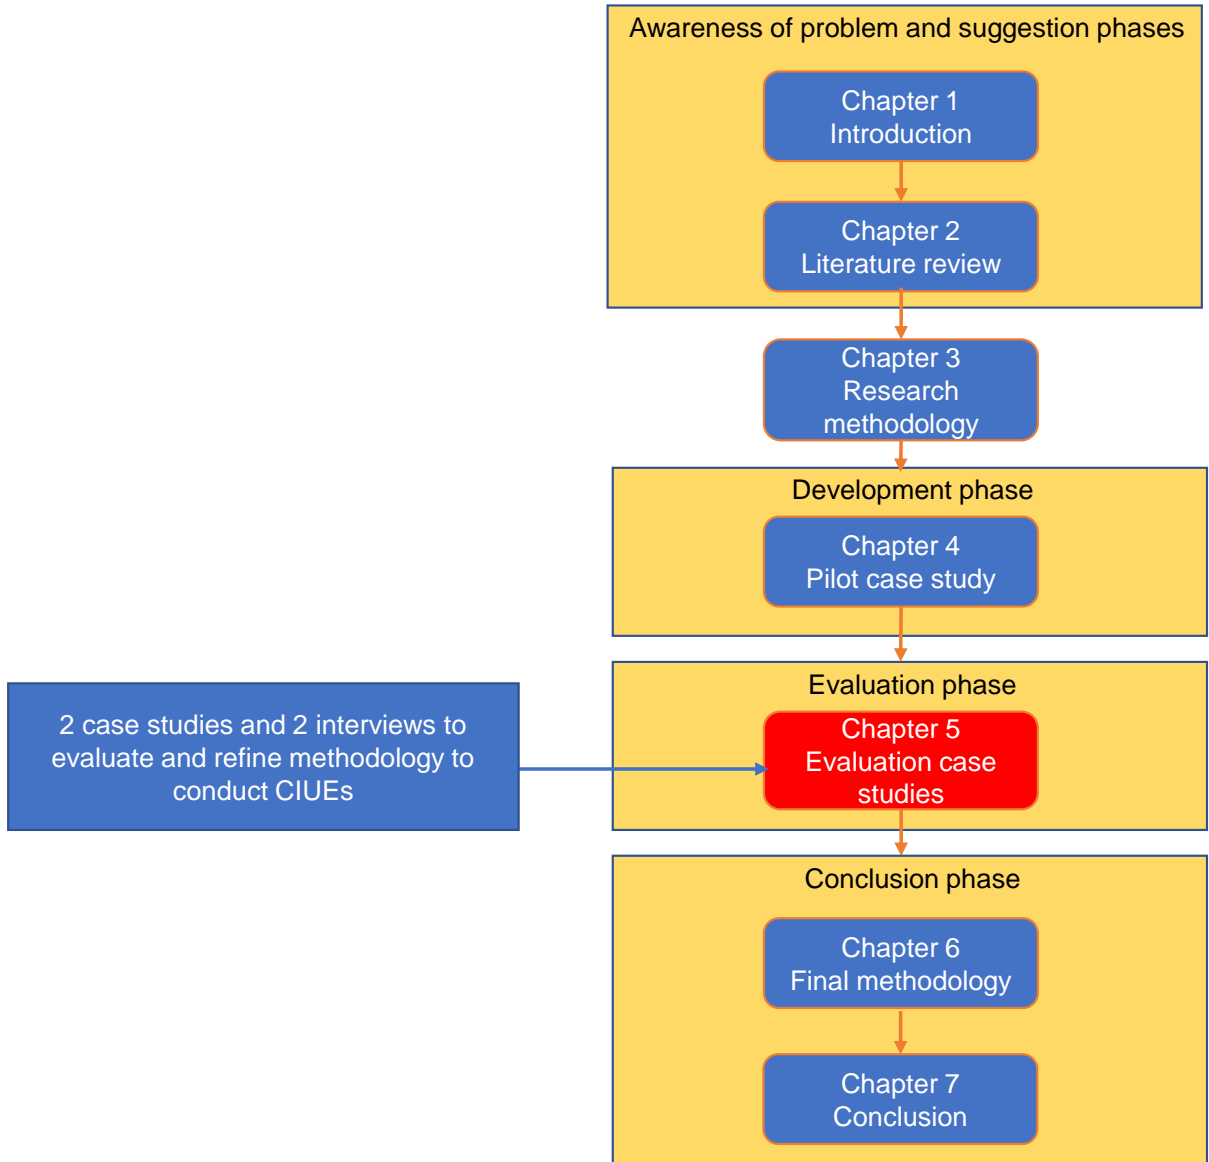 Awareness of problem and suggestion phases
Chapter 1
Introduction
Chapter 2
Literature review
Chapter 3
Research
methodology
Development phase
Chapter 4
Pilot case study
Evaluation phase
2 case studies and 2 interviews to
evaluate and refine methodology to
conduct CIUEs
Chapter 5
Evaluation case
studies
Conclusion phase
Chapter 6
Final methodology
Chapter 7
Conclusion